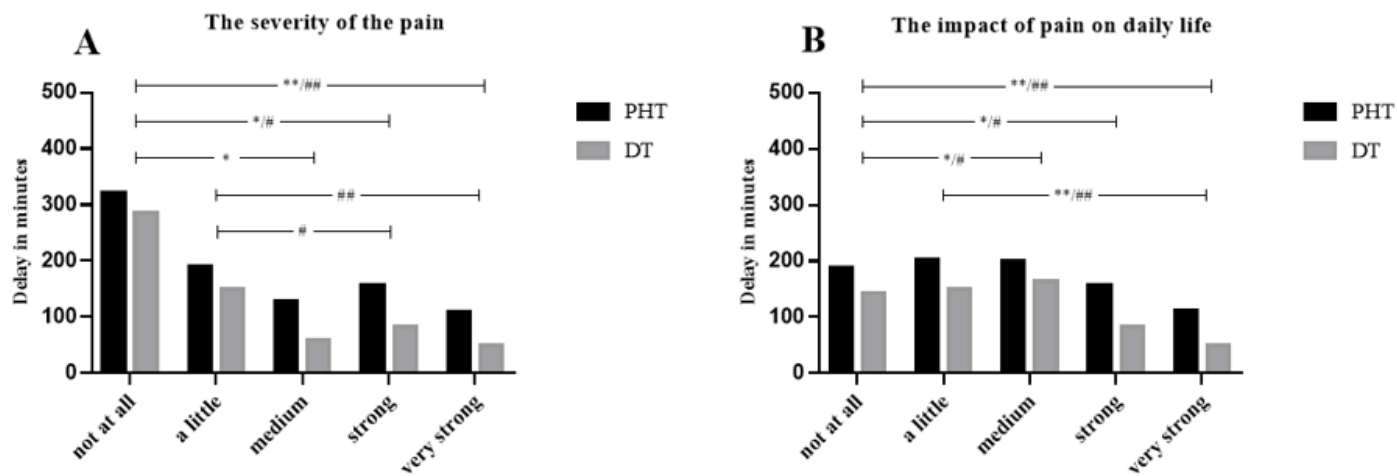 The severity of the pain
A
**/##
*/#
*
##
#
500
400
300
200
100
0
Delay in minutes
not at all
a little
medium
strong
very strong
PHT
DT
The impact of pain on daily life
B
**/##
*/#
*/#
**/##
500
400
300
200
100
0
Delay in minutes
not at all
a little
medium
strong
very strong
PHT
DT